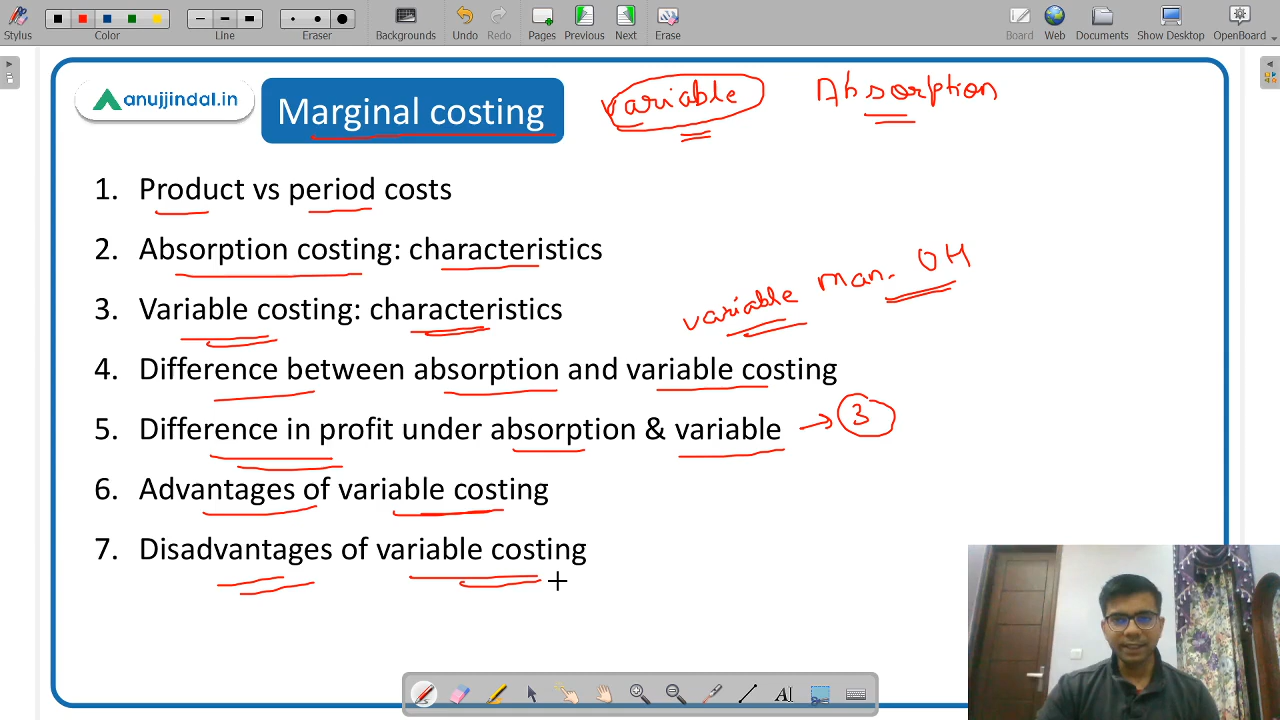 Stylus
Color
Line
Eraser
Backgrounds
Undo
Redo
Pages
Previous
Next
Erase
Board
Web
Documents
Show Desktop
OpenBoard
anujjindal.in
Marginal costing
variable
Absorption
1. Product vs period costs
2. Absorption costing: characteristics
3. Variable costing: characteristics
variable man. OH
4. Difference between absorption and variable costing
5. Difference in profit under absorption & variable → 3
6. Advantages of variable costing
7. Disadvantages of variable costing
AI